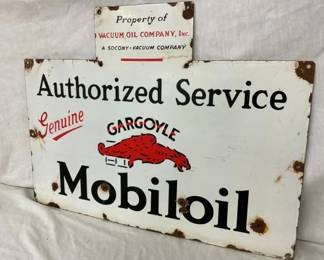 Property of
VACUUM OIL COMPANY, Inc.
A SOCONY-VACUUM COMPANY
Authorized Service
Genuine
GARGOYLE
Mobiloil